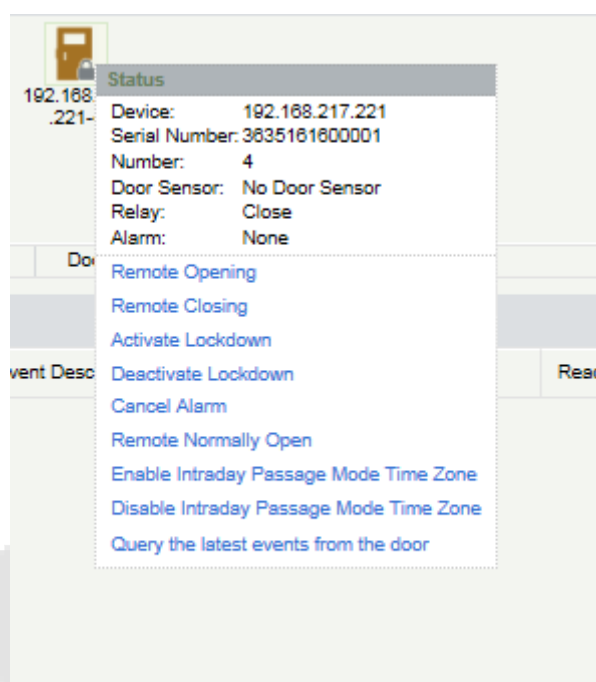 192.168.
.221-
Status
Device: 192.168.217.221
Serial Number: 3635161600001
Number: 4
Door Sensor: No Door Sensor
Relay: Close
Alarm: None
Remote Opening
Remote Closing
Activate Lockdown
Deactivate Lockdown
Cancel Alarm
Remote Normally Open
Enable Intraday Passage Mode Time Zone
Disable Intraday Passage Mode Time Zone
Query the latest events from the door
Do
vent Desc
Read